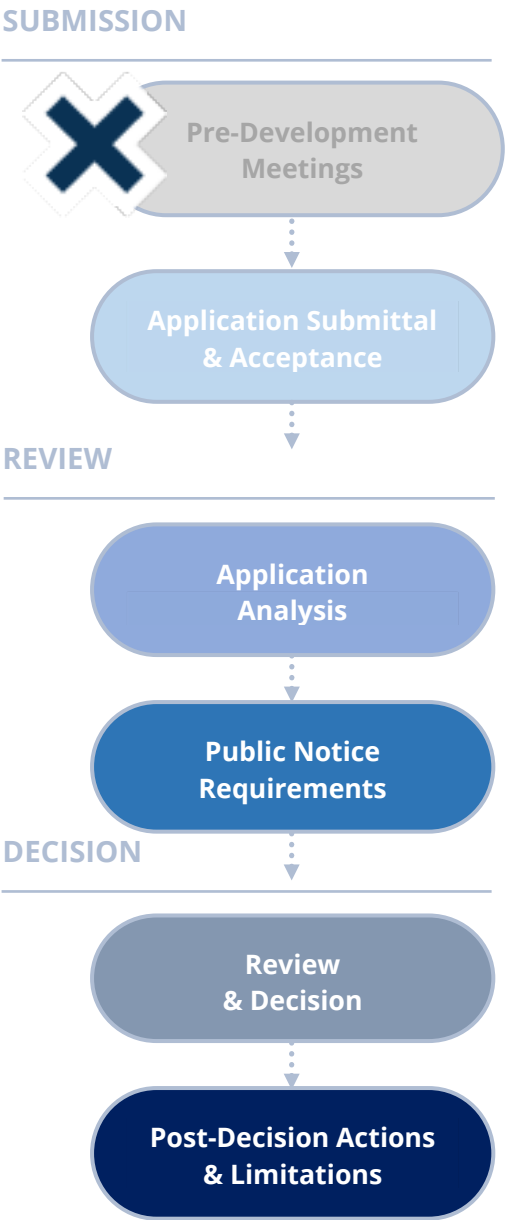 SUBMISSION
Pre-Development
Meetings
Application Submittal
& Acceptance
REVIEW
Application
Analysis
Public Notice
Requirements
DECISION
Review
& Decision
Post-Decision Actions
& Limitations